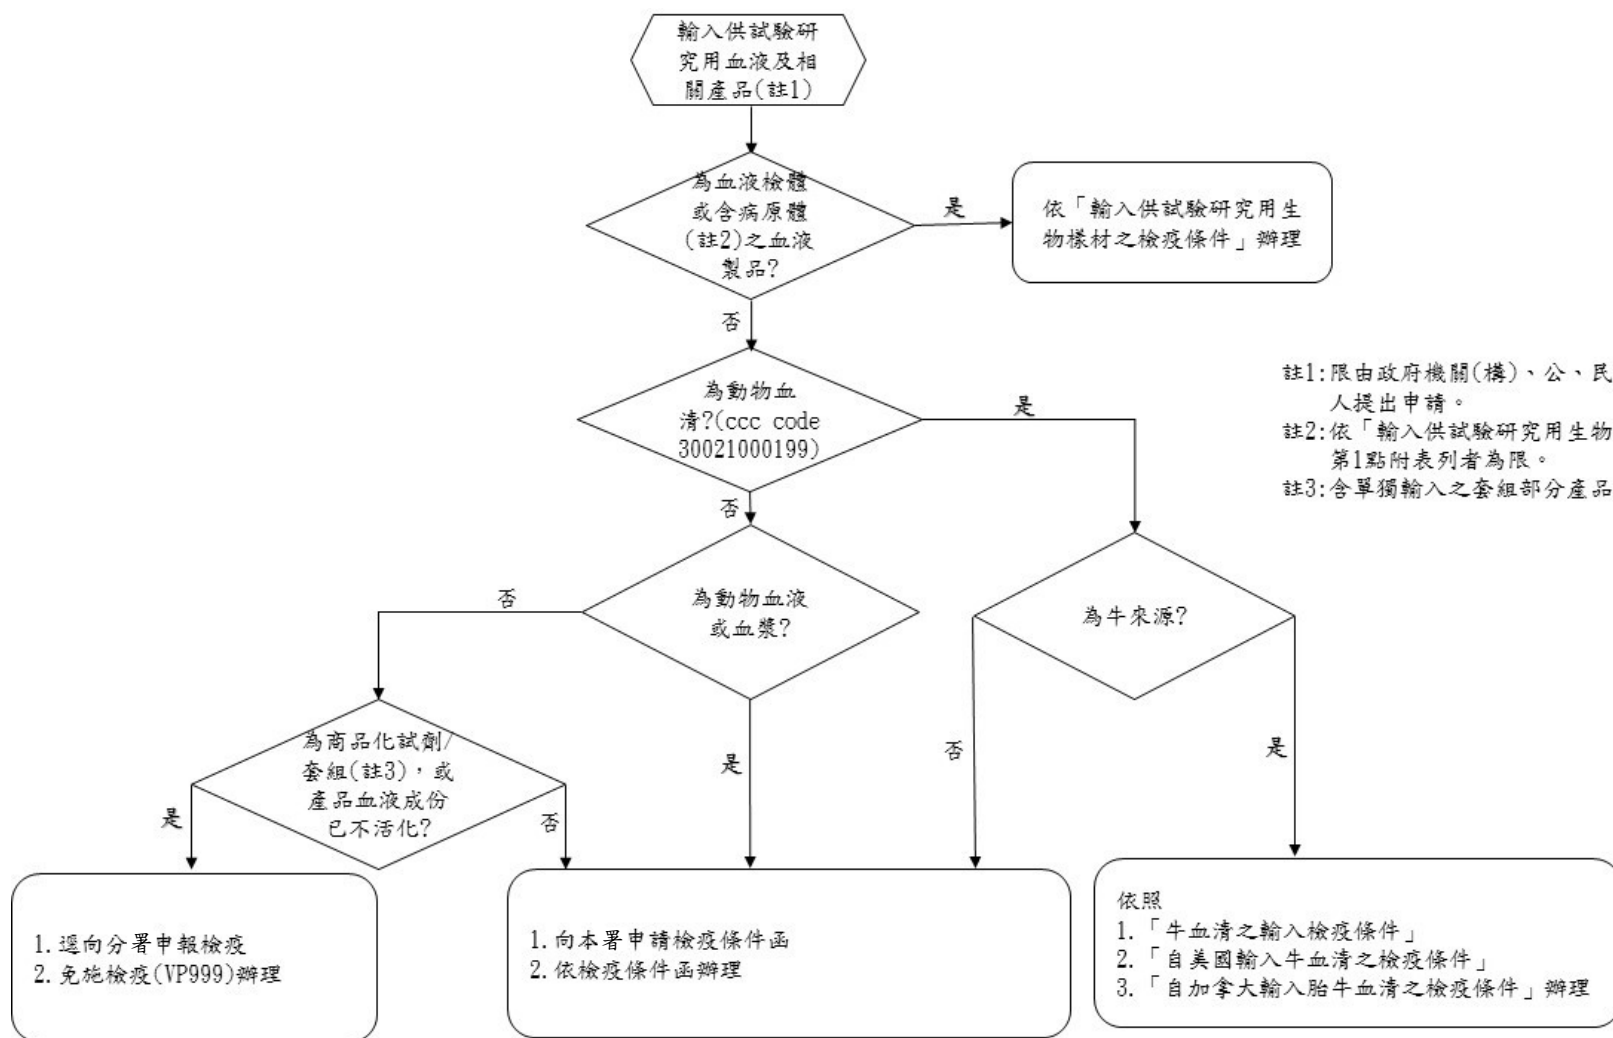 輸入供試驗研
究用血液及相
關產品(註1)
為血液檢體
或含病原體
(註2)之血液
製品?
是
依「輸入供試驗研究用生
物樣材之檢疫條件」辦理
否
為動物血
清?(ccc code
30021000199)
是
註1:限由政府機關(構)、公、民
人提出申請。
註2:依「輸入供試驗研究用生物
第1點附表列者為限。
註3:含單獨輸入之套組部分產品
否
為動物血液
或血漿?
否
為牛來源?
為商品化試劑/
套組(註3)，或
產品血液成份
已不活化?
是
否
是
否
是
1.逕向分署申報檢疫
2.免施檢疫(VP999)辦理
1.向本署申請檢疫條件函
2.依檢疫條件函辦理
依照
1.「牛血清之輸入檢疫條件」
2.「自美國輸入牛血清之檢疫條件」
3.「自加拿大輸入胎牛血清之檢疫條件」辦理